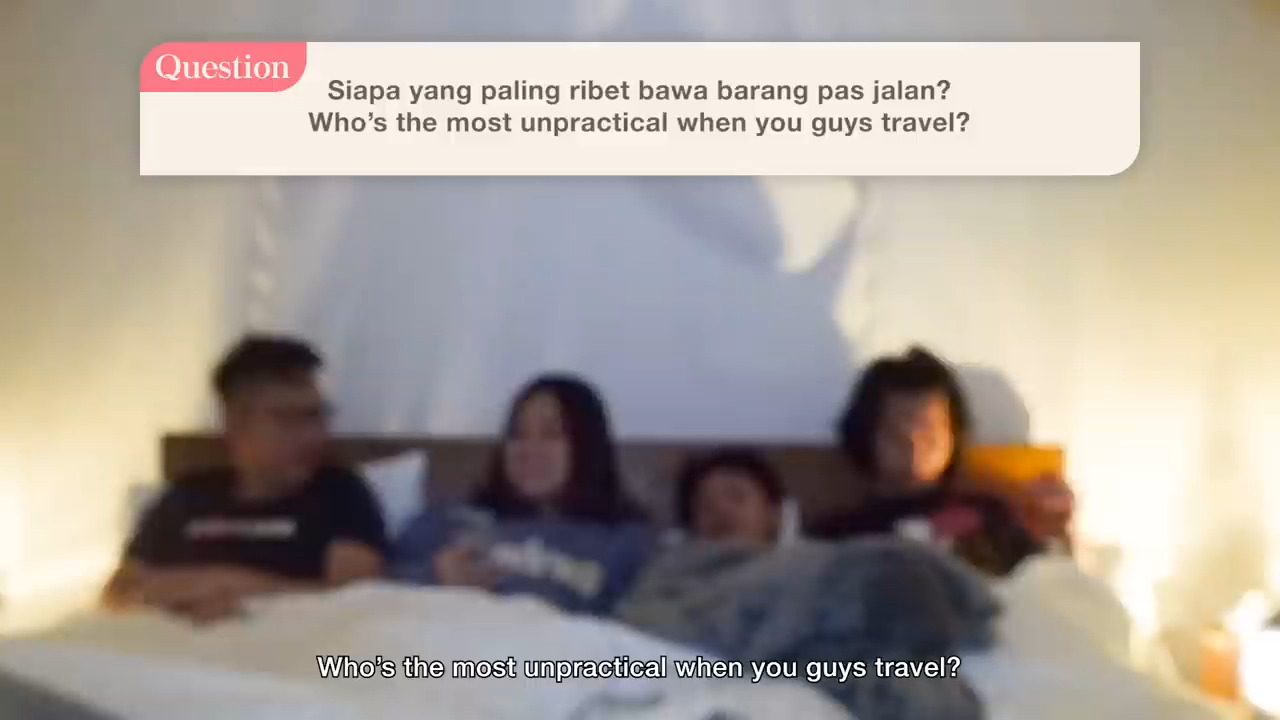 Question
Siapa yang paling ribet bawa barang pas jalan?
Who's the most unpractical when you guys travel?
Who's the most unpractical when you guys travel?